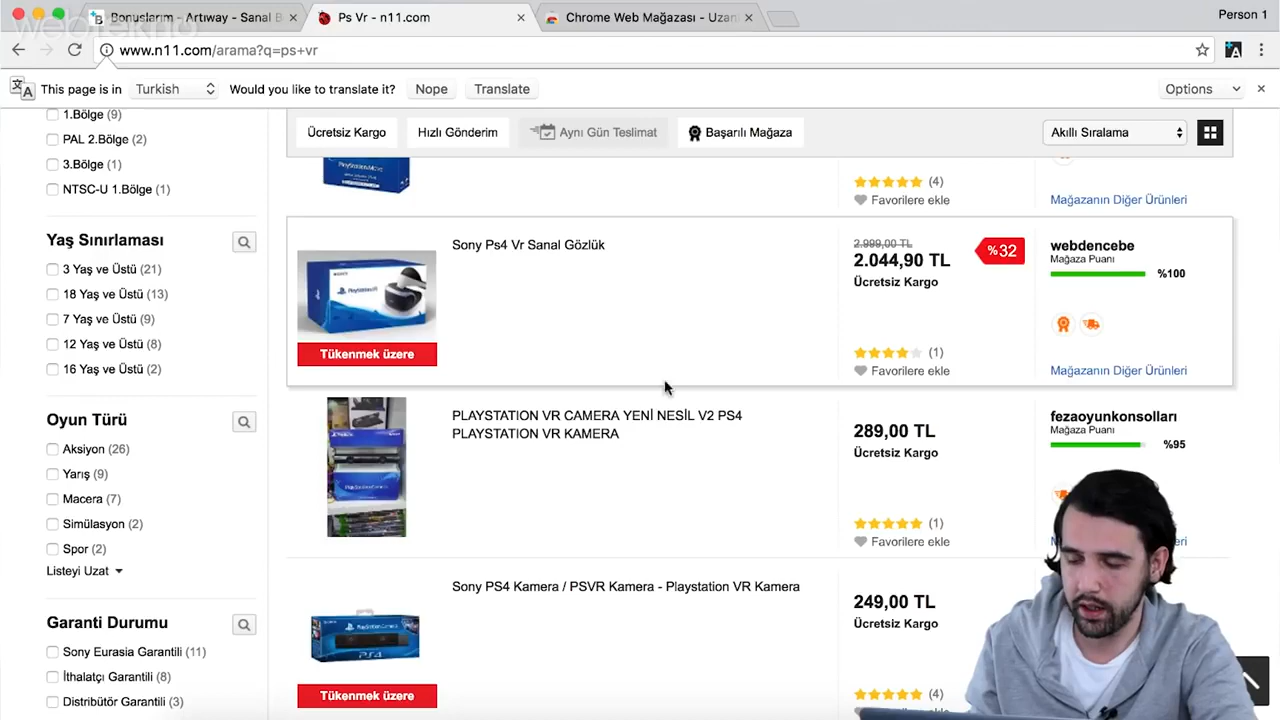 webtekno
Bonuslarım - Artıway - Sanal B
Ps Vr - n11.com
Chrome Web Mağazası - Uzan
Person 1
www.n11.com/arama?q=ps+vr
This page is in
Turkish
Would you like to translate it?
Nope
Translate
Options
1.Bölge (9)
PAL 2.Bölge (2)
3.Bölge (1)
NTSC-U 1.Bölge (1)
Yaş Sınırlaması
3 Yaş ve Üstü (21)
18 Yaş ve Üstü (13)
7 Yaş ve Üstü (9)
12 Yaş ve Üstü (8)
16 Yaş ve Üstü (2)
Oyun Türü
Aksiyon (26)
Yarış (9)
Macera (7)
Simülasyon (2)
Spor (2)
Listeyi Uzat
Garanti Durumu
Sony Eurasia Garantili (11)
İthalatçı Garantili (8)
Distribütör Garantili (3)
Ücretsiz Kargo
Hızlı Gönderim
Aynı Gün Teslimat
Başarılı Mağaza
Akıllı Sıralama
PlayStation.Move
(4)
Favorilere ekle
Mağazanın Diğer Ürünleri
Sony Ps4 Vr Sanal Gözlük
PlayStation VR
Tükenmek üzere
2.999,00 TL
2.044,90 TL
Ücretsiz Kargo
%32
(1)
Favorilere ekle
webdencebe
Mağaza Puanı
%100
Mağazanın Diğer Ürünleri
PLAYSTATION VR CAMERA YENİ NESİL V2 PS4
PLAYSTATION VR KAMERA
289,00 TL
Ücretsiz Kargo
(1)
Favorilere ekle
fezaoyunkonsolları
Mağaza Puanı
%95
Sony PS4 Kamera / PSVR Kamera - Playstation VR Kamera
PS4
Tükenmek üzere
249,00 TL
Ücretsiz Kargo
(4)
Favorilere ekle